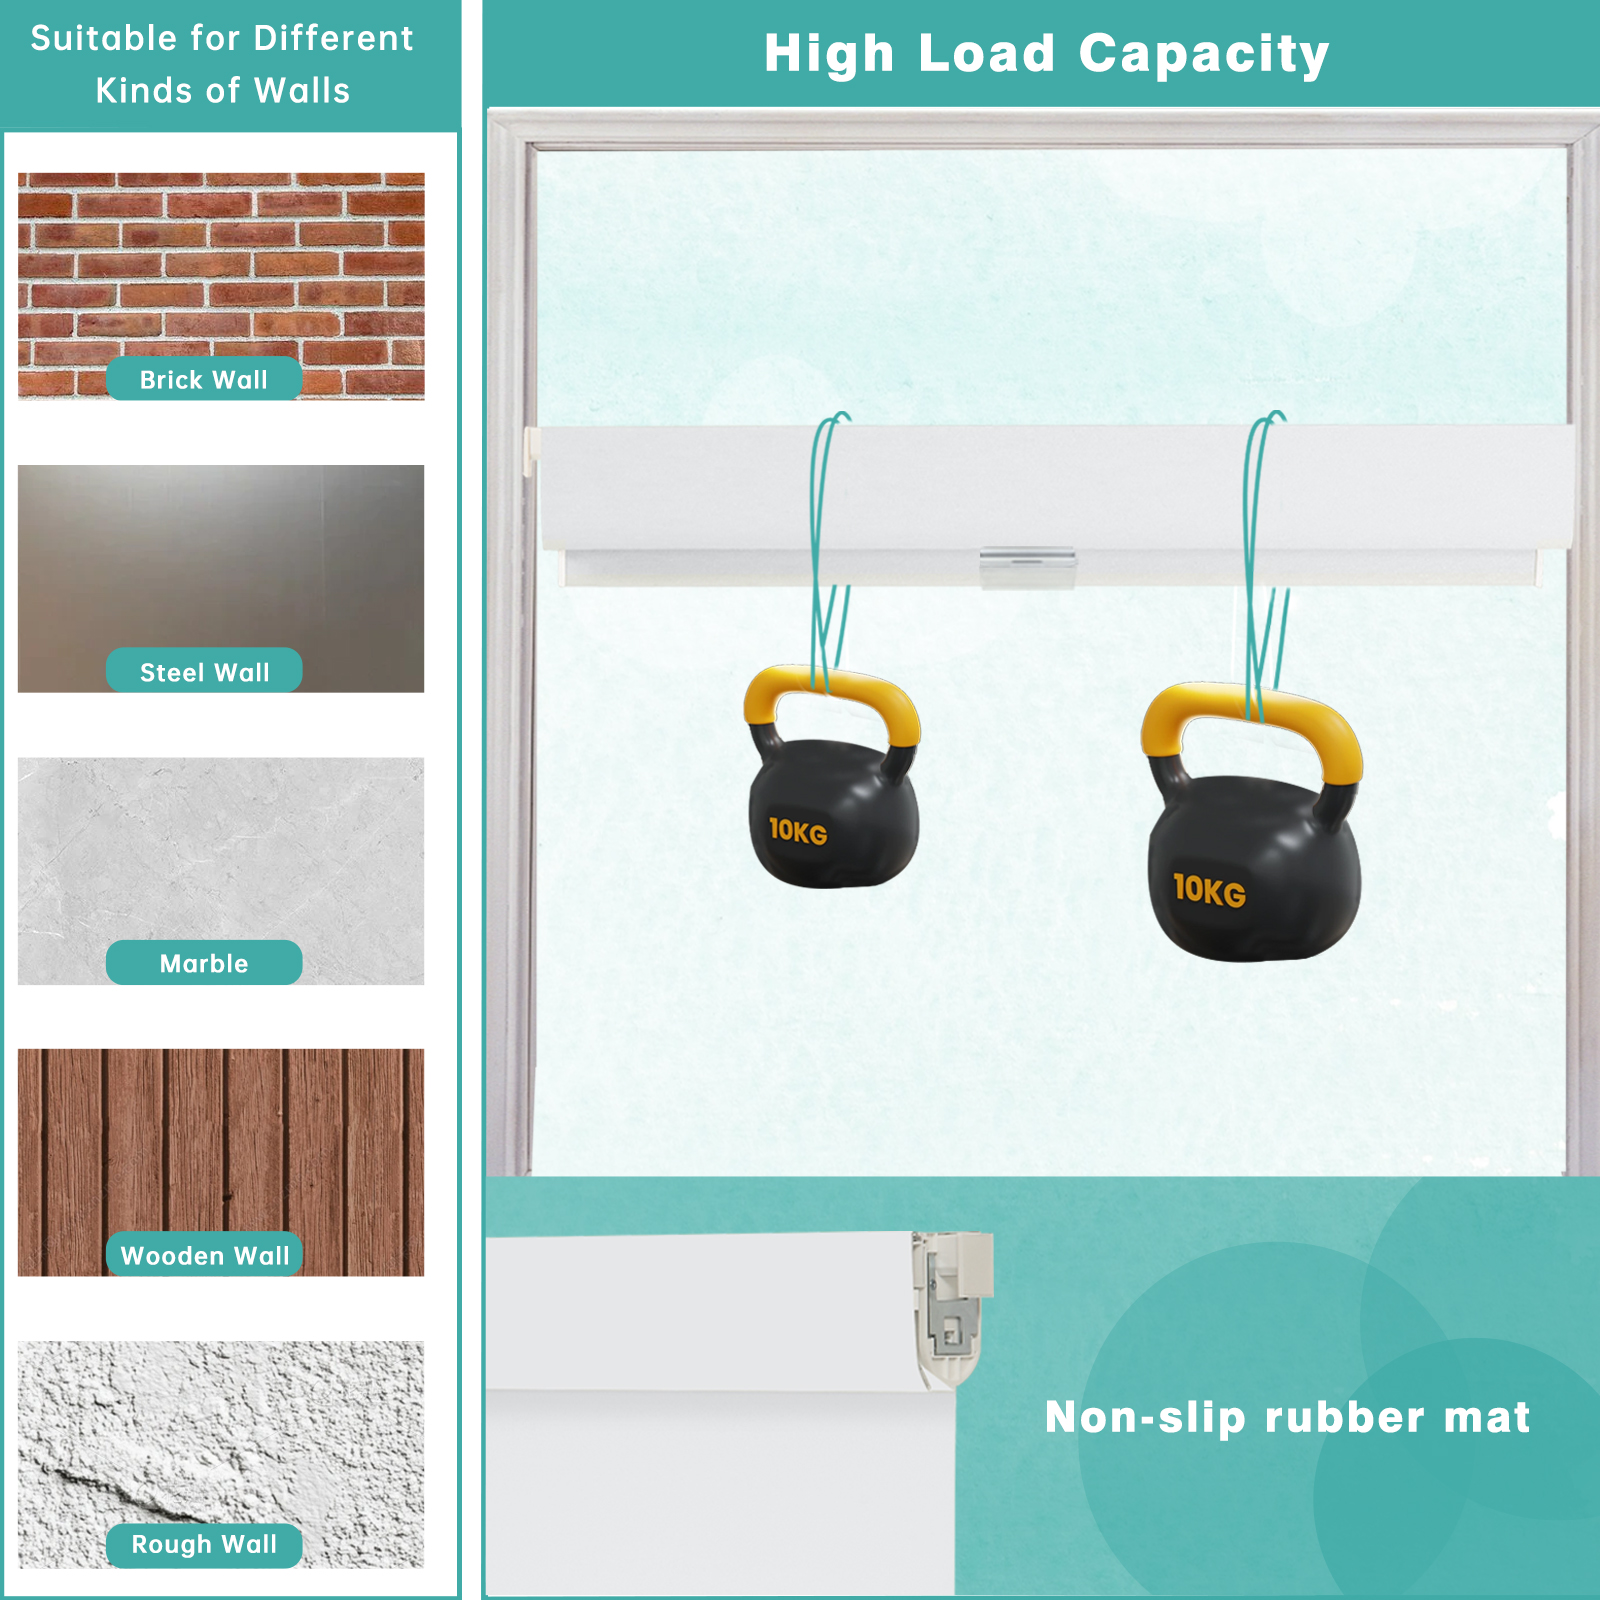 Suitable for Different
Kinds of Walls
Brick Wall
Steel Wall
Marble
Wooden Wall
Rough Wall
High Load Capacity
10KG
10KG
Non-slip rubber mat